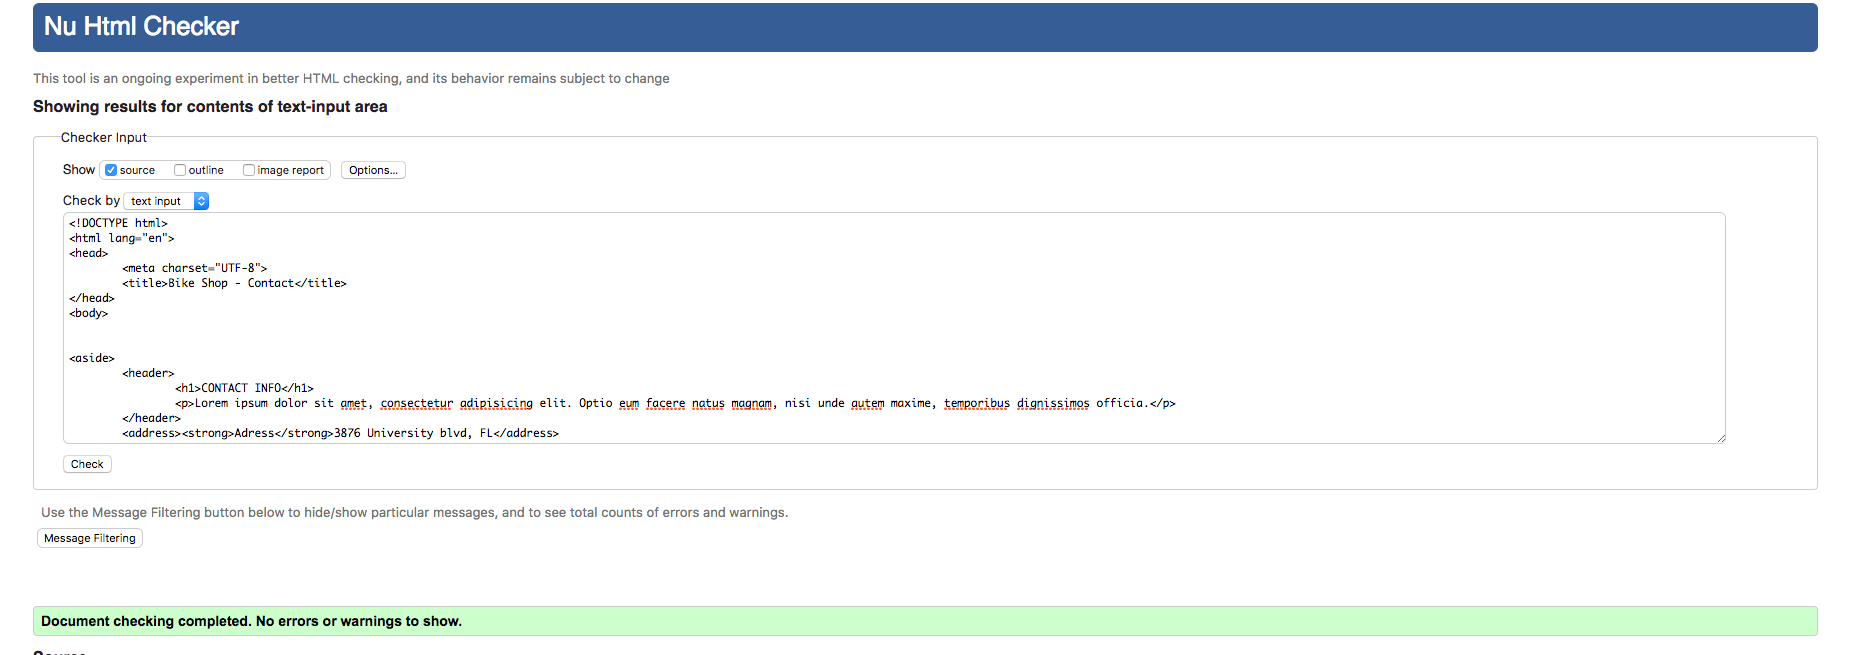 Nu Html Checker
This tool is an ongoing experiment in better HTML checking, and its behavior remains subject to change
Showing results for contents of text-input area
Checker Input
Show source outline image report Options...
Check by text input
<!DOCTYPE html>
<html lang="en">
<head>
<meta charset="UTF-8">
<title>Bike Shop - Contact</title>
</head>
<body>
<aside>
<header>
<h1>CONTACT INFO</h1>
<p>Lorem ipsum dolor sit amet, consectetur adipisicing elit. Optio eum facere natus magnam, nisi unde autem maxime, temporibus dignissimos officia.</p>
</header>
<address><strong>Adress</strong>3876 University blvd, FL</address>
Check
Use the Message Filtering button below to hide/show particular messages, and to see total counts of errors and warnings.
Message Filtering
Document checking completed. No errors or warnings to show.